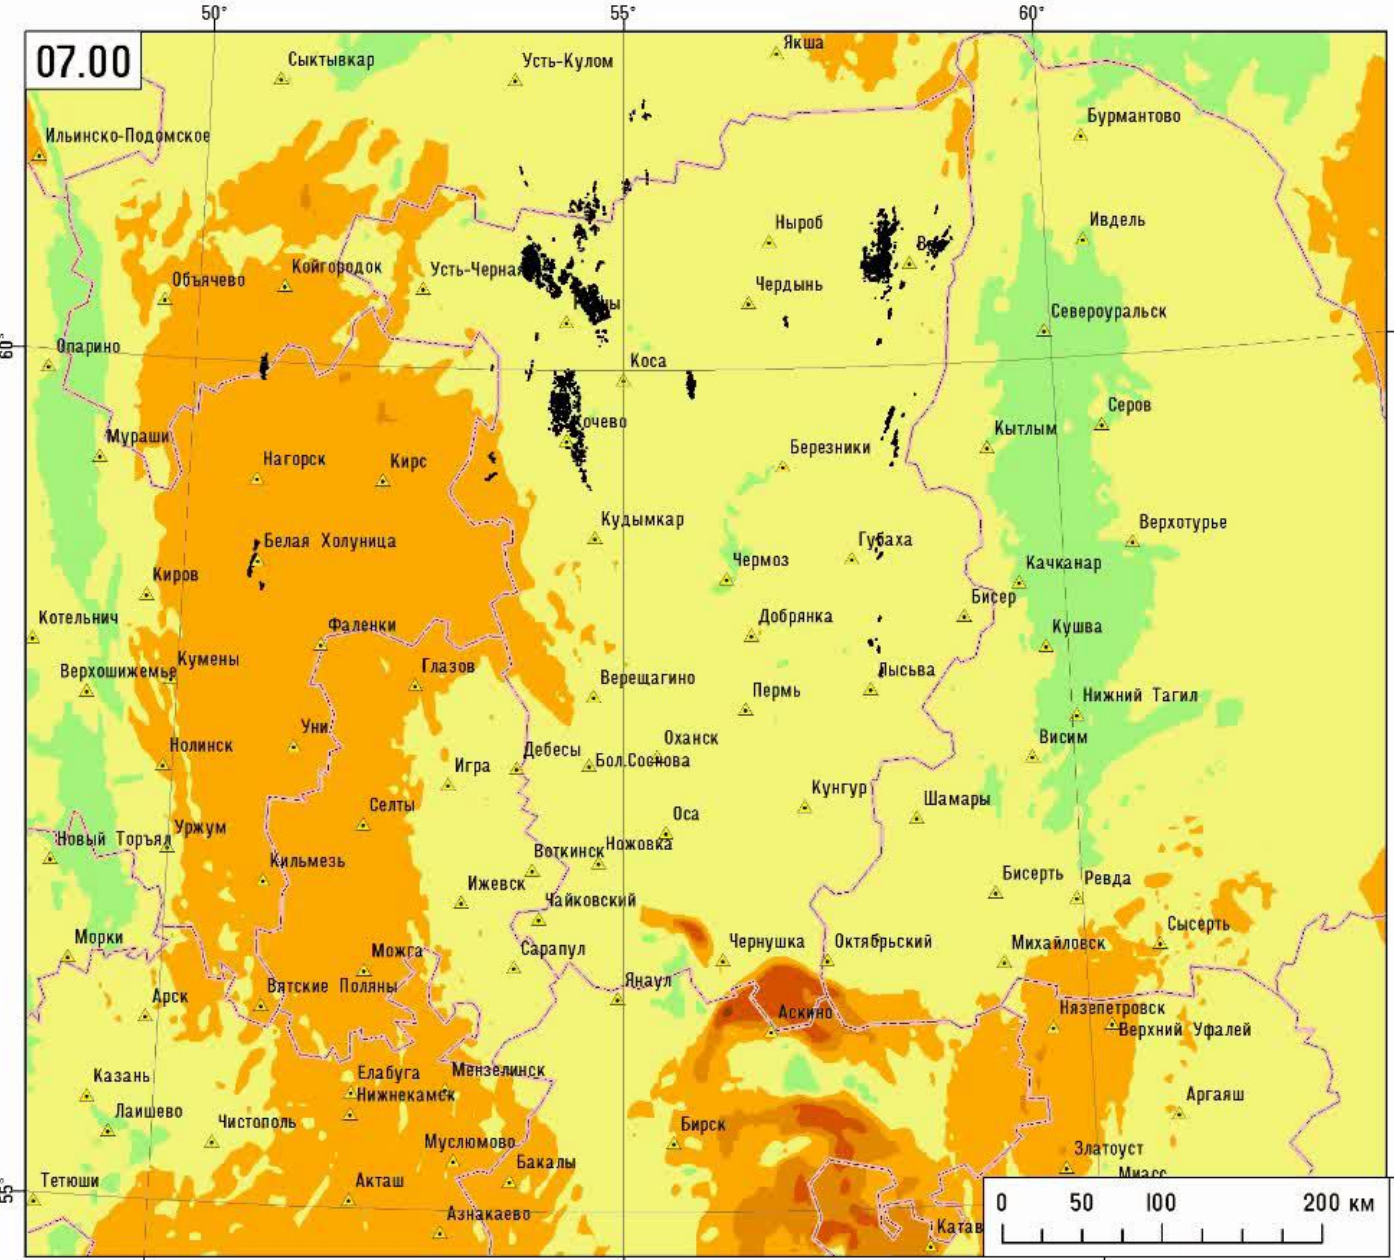 50° 55° 60°
07.00
Якша
Сыктывкар
Усть-Кулом
Бурмантово
Ильинско-Подомское
Ныроб
Ивдель
Усть-Черная
Койгородок
Объячево
Чердынь
Североуральск
60°
Опарино
Коса
Серов
Кочево
Кытлым
Мураши
Березники
Нагорск
Кирс
Кудымкар
Верхотурье
Белая Холуница
Губаха
Чермоз
Качканар
Киров
Бисер
Котельнич
Добрянка
Фаленки
Кушва
Кумены
Глазов
Верхошижемье
Верещагино
Лысьва
Пермь
Нижний Тагил
Уни
Оханск
Висим
Нолинск
Дебесы
Бол.Соснова
Игра
Кунгур
Шамары
Селты
Оса
Уржум
Новый Торъял
Ножовка
Воткинск
Кильмезь
Бисерть
Ревда
Ижевск
Чайковский
Сысерть
Морки
Чернушка
Октябрьский
Михайловск
Можга
Сарапул
Янаул
Вятские Поляны
Арск
Аскино
Нязепетровск
Верхний Уфалей
Казань
Елабуга
Мензелинск
Нижнекамск
Аргаяш
Лаишево
Чистополь
Бирск
Муслюмово
Златоуст
Бакалы
Миасс
Тетюши
55°
Акташ
Азнакаево
Катав
0 50 100 200 км